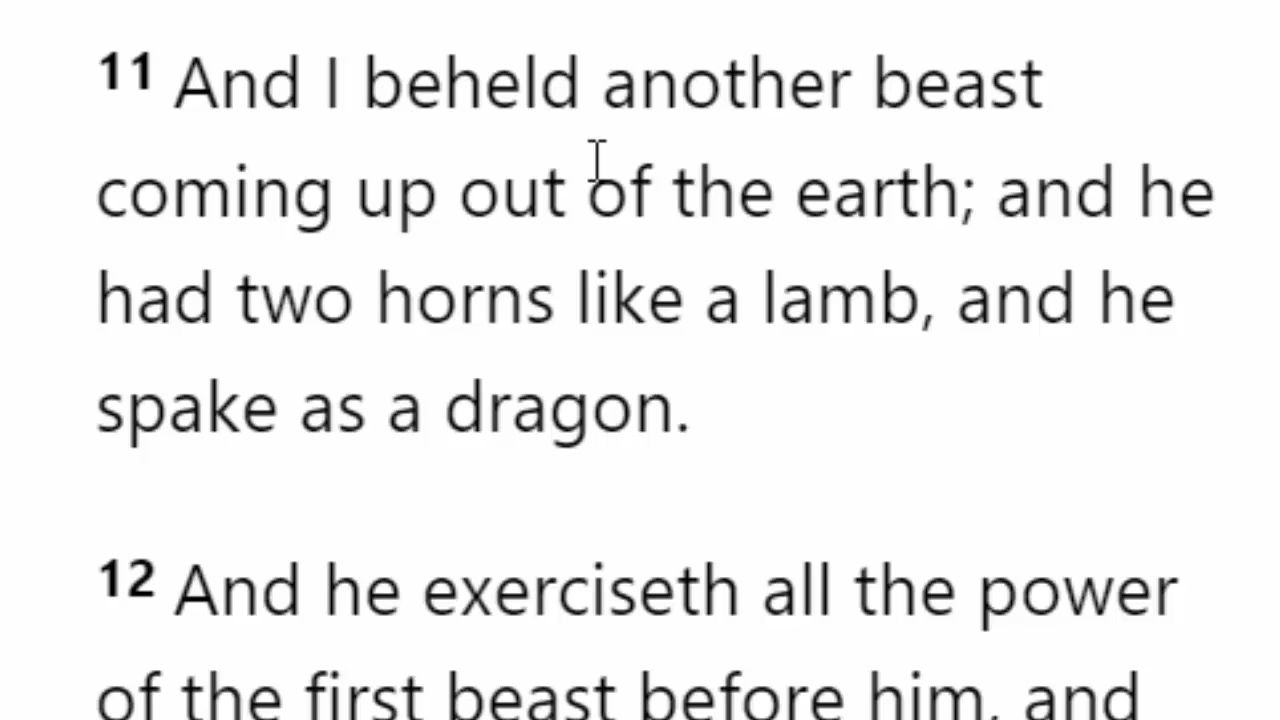 11 And I beheld another beast
coming up out of the earth; and he
had two horns like a lamb, and he
spake as a dragon.
12 And he exerciseth all the power
of the first beast before him, and